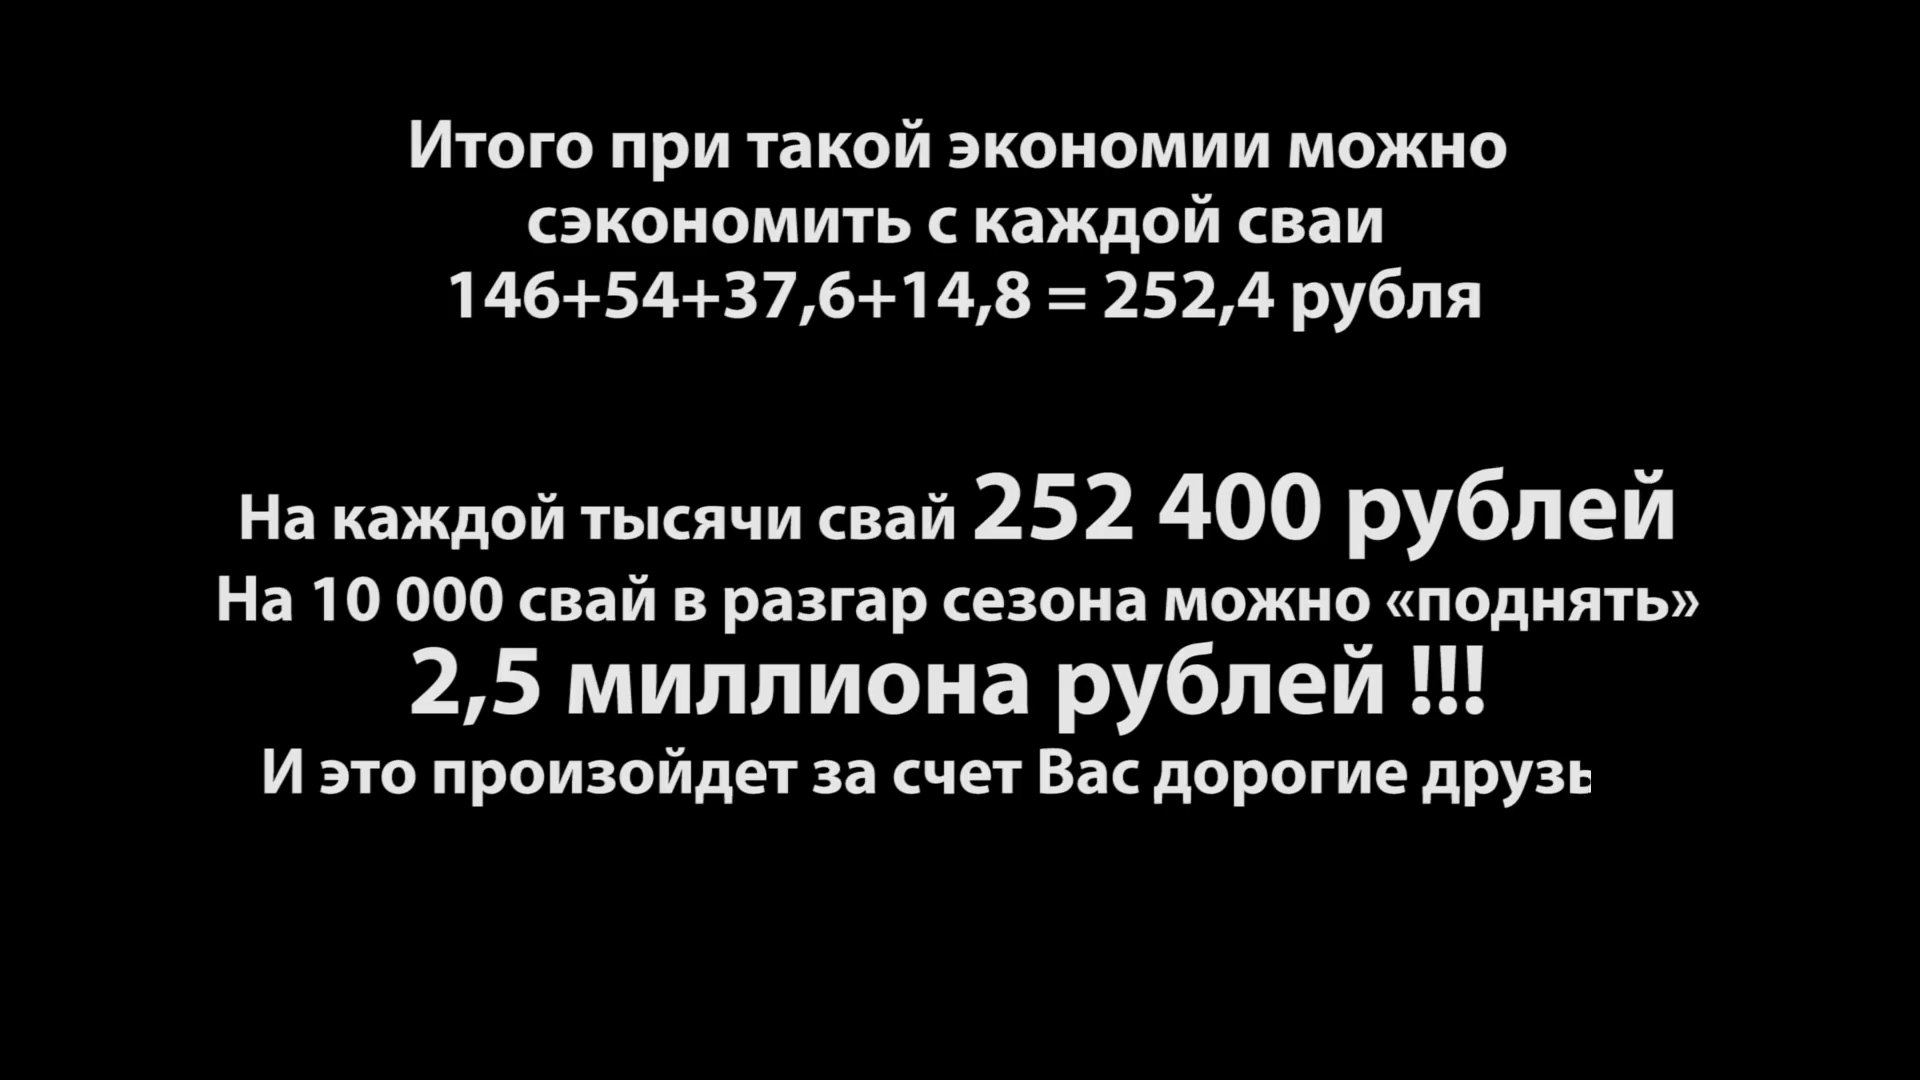 Итого при такой экономии можно
сэкономить с каждой сваи
146+54+37,6+14,8 = 252,4 рубля
На каждой тысячи свай 252 400 рублей
На 10 000 свай в разгар сезона можно «поднять»
2,5 миллиона рублей !!!
И это произойдет за счет Вас дорогие друзь